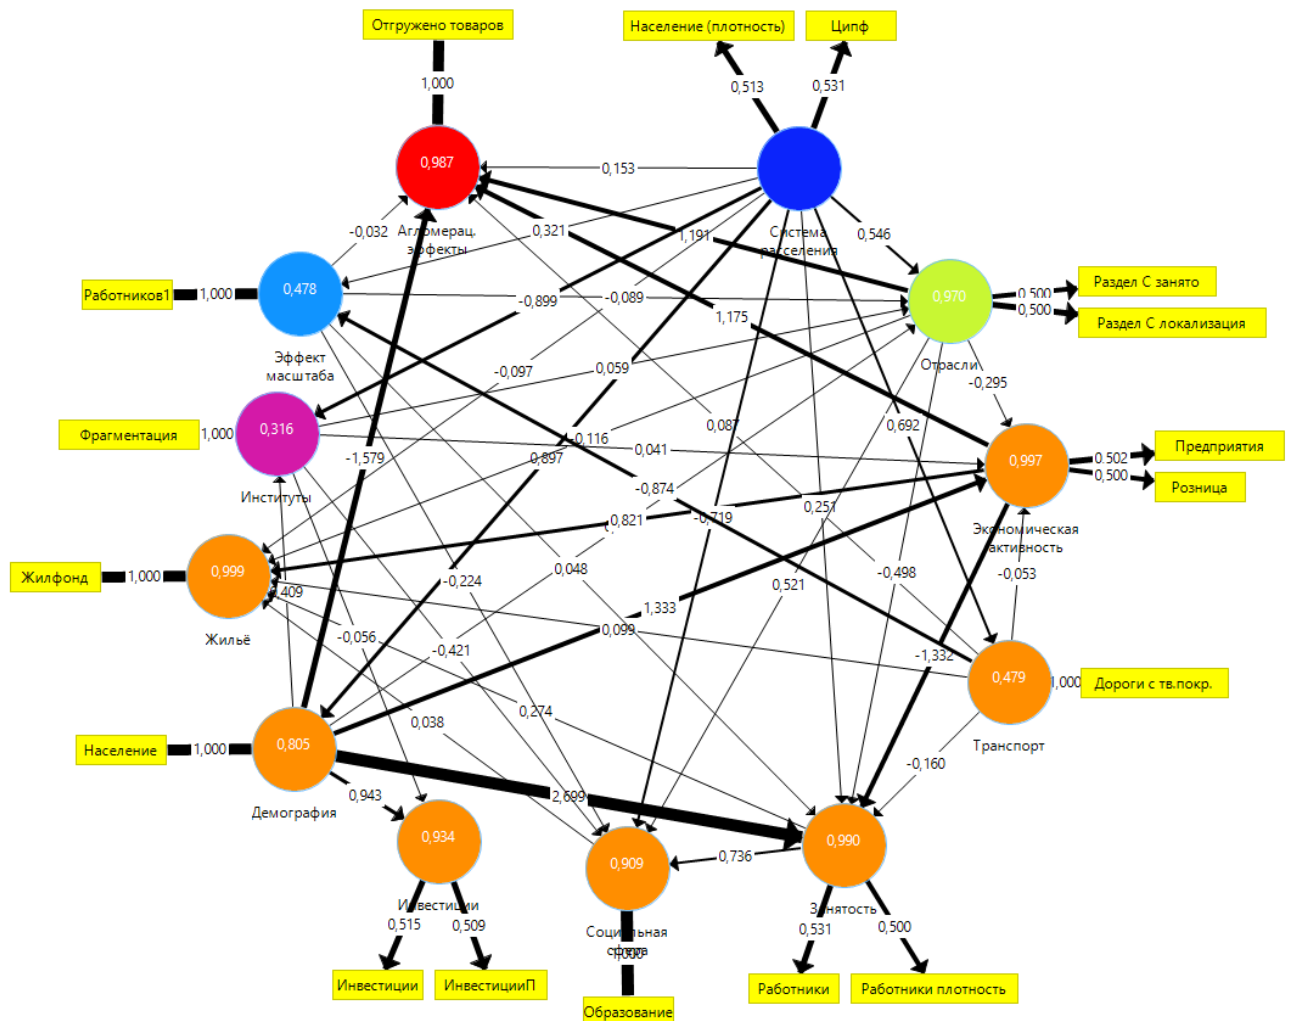 Отгружено товаров
Население (плотность)
Ципф
1,000
0,513
0,531
0,987
0,153
Агломерац.
эффекты
-0,032
0,321
1,191
Система
расселения
0,546
Работников1
1,000
0,478
-0,899
-0,089
0,970
0,500
0,500
Раздел С занято
Раздел С локализация
1,175
Эффект
масштаба
Отрасли
-0,097
0,059
-0,295
Фрагментация
1,000
0,316
-0,116
0,087
0,692
0,041
0,997
0,502
0,500
Предприятия
Розница
-1,579
0,897
Институты
-0,874
0,821
-0,719
0,251
Экономическая
активность
Жилфонд
1,000
0,999
0,409
-0,224
0,048
0,521
-0,498
-0,053
Жильё
1,333
0,099
-0,056
-0,421
-1,332
0,479
1,000
Дороги с тв.покр.
Население
1,000
0,805
0,038
0,274
Транспорт
-0,160
0,943
2,699
Демография
0,934
0,909
0,736
0,990
Инвестиции
0,515
0,509
Социальная
сфера
1,000
Занятость
0,531
0,500
Инвестиции
ИнвестицииП
Образование
Работники
Работники плотность